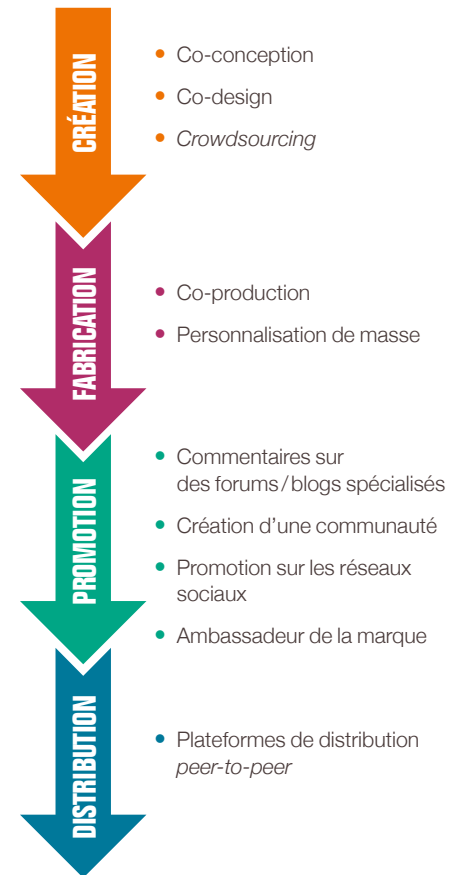 CRÉATION
• Co-conception
• Co-design
• Crowdsourcing
FABRICATION
• Co-production
• Personnalisation de masse
PROMOTION
• Commentaires sur
des forums / blogs spécialisés
• Création d’une communauté
• Promotion sur les réseaux
sociaux
• Ambassadeur de la marque
DISTRIBUTION
• Plateformes de distribution
peer-to-peer